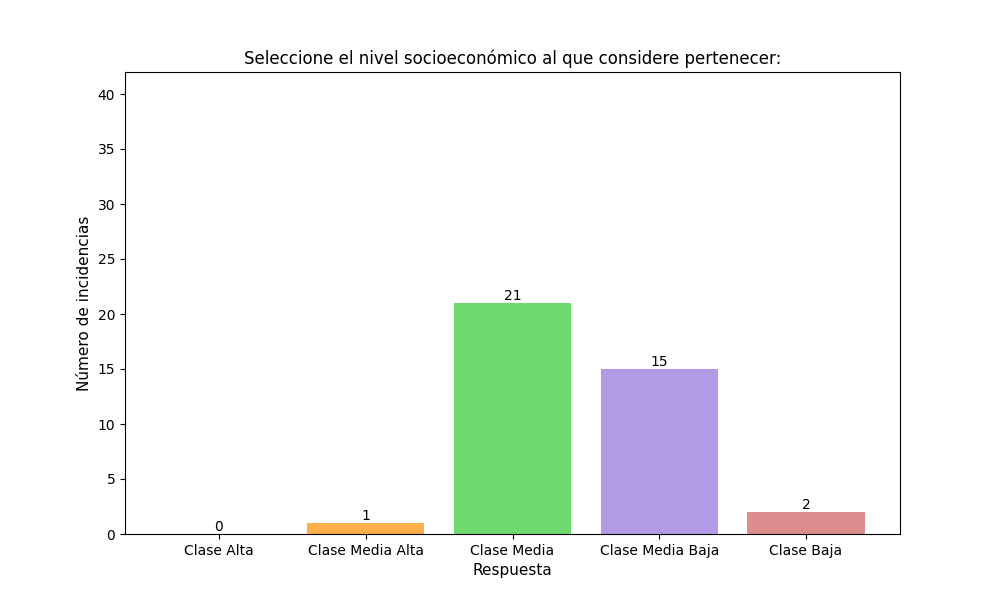 Seleccione el nivel socioeconómico al que considere pertenecer:
Número de incidencias
40
35
30
25
20
15
10
5
0
0
1
21
15
2
Clase Alta
Clase Media Alta
Clase Media
Clase Media Baja
Clase Baja
Respuesta